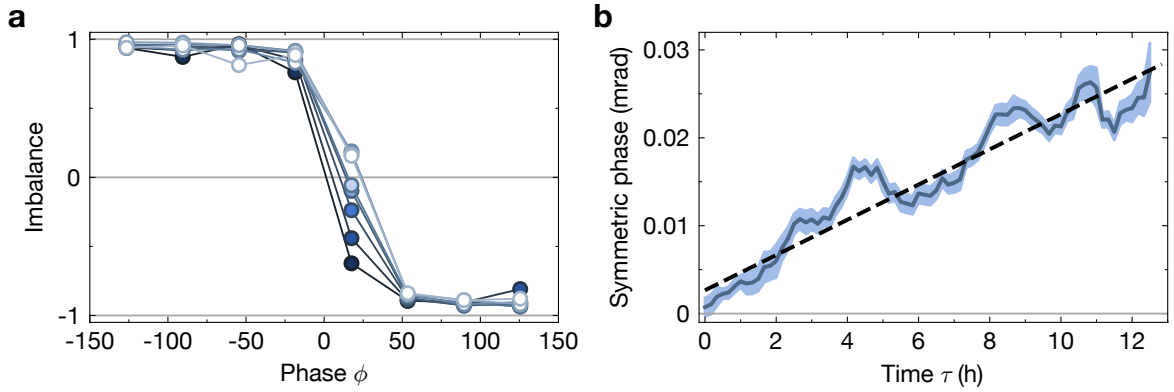 a
1
0
-1
Imbalance
-150 -100 -50 0 50 100 150
Phase ϕ
b
0.03
0.02
0.01
0
Symmetric phase (mrad)
0 2 4 6 8 10 12
Time τ (h)